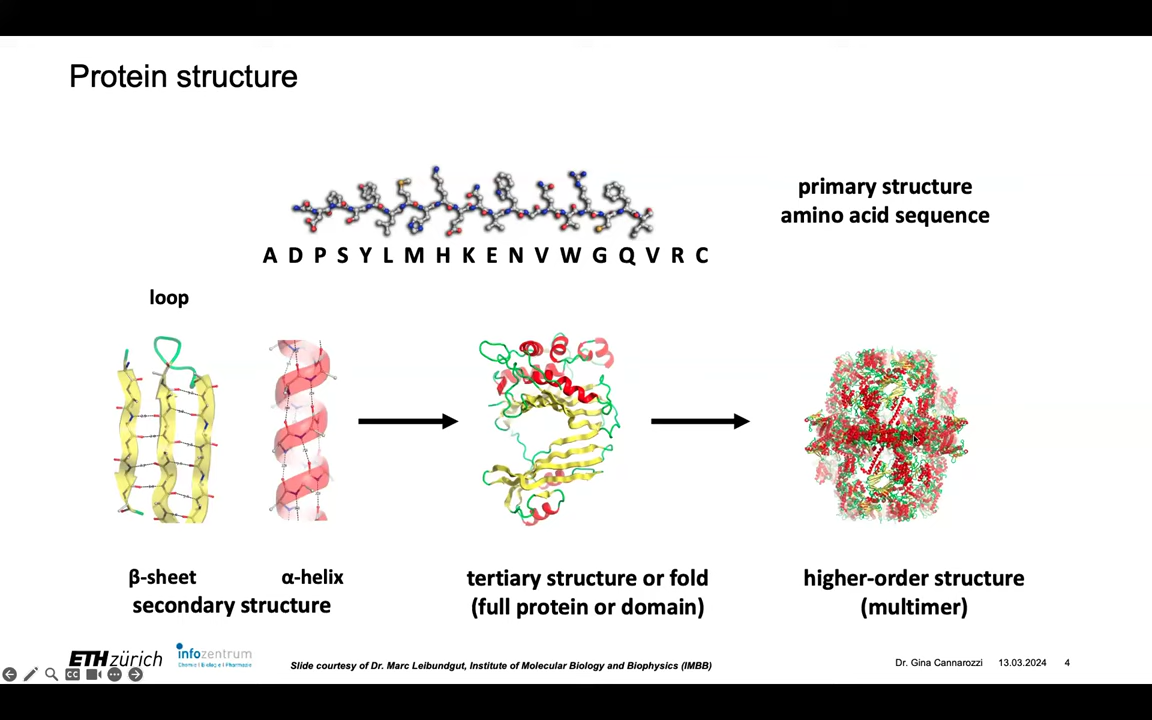 Protein structure
primary structure
amino acid sequence
A D P S Y L M H K E N V W G Q V R C
loop
β-sheet
α-helix
secondary structure
tertiary structure or fold
(full protein or domain)
higher-order structure
(multimer)
ETH zürich
infozentrum
Chemie | Biologie | Pharmazie
Slide courtesy of Dr. Marc Leibundgut, Institute of Molecular Biology and Biophysics (IMBB)
Dr. Gina Cannarozzi
13.03.2024
4
CC